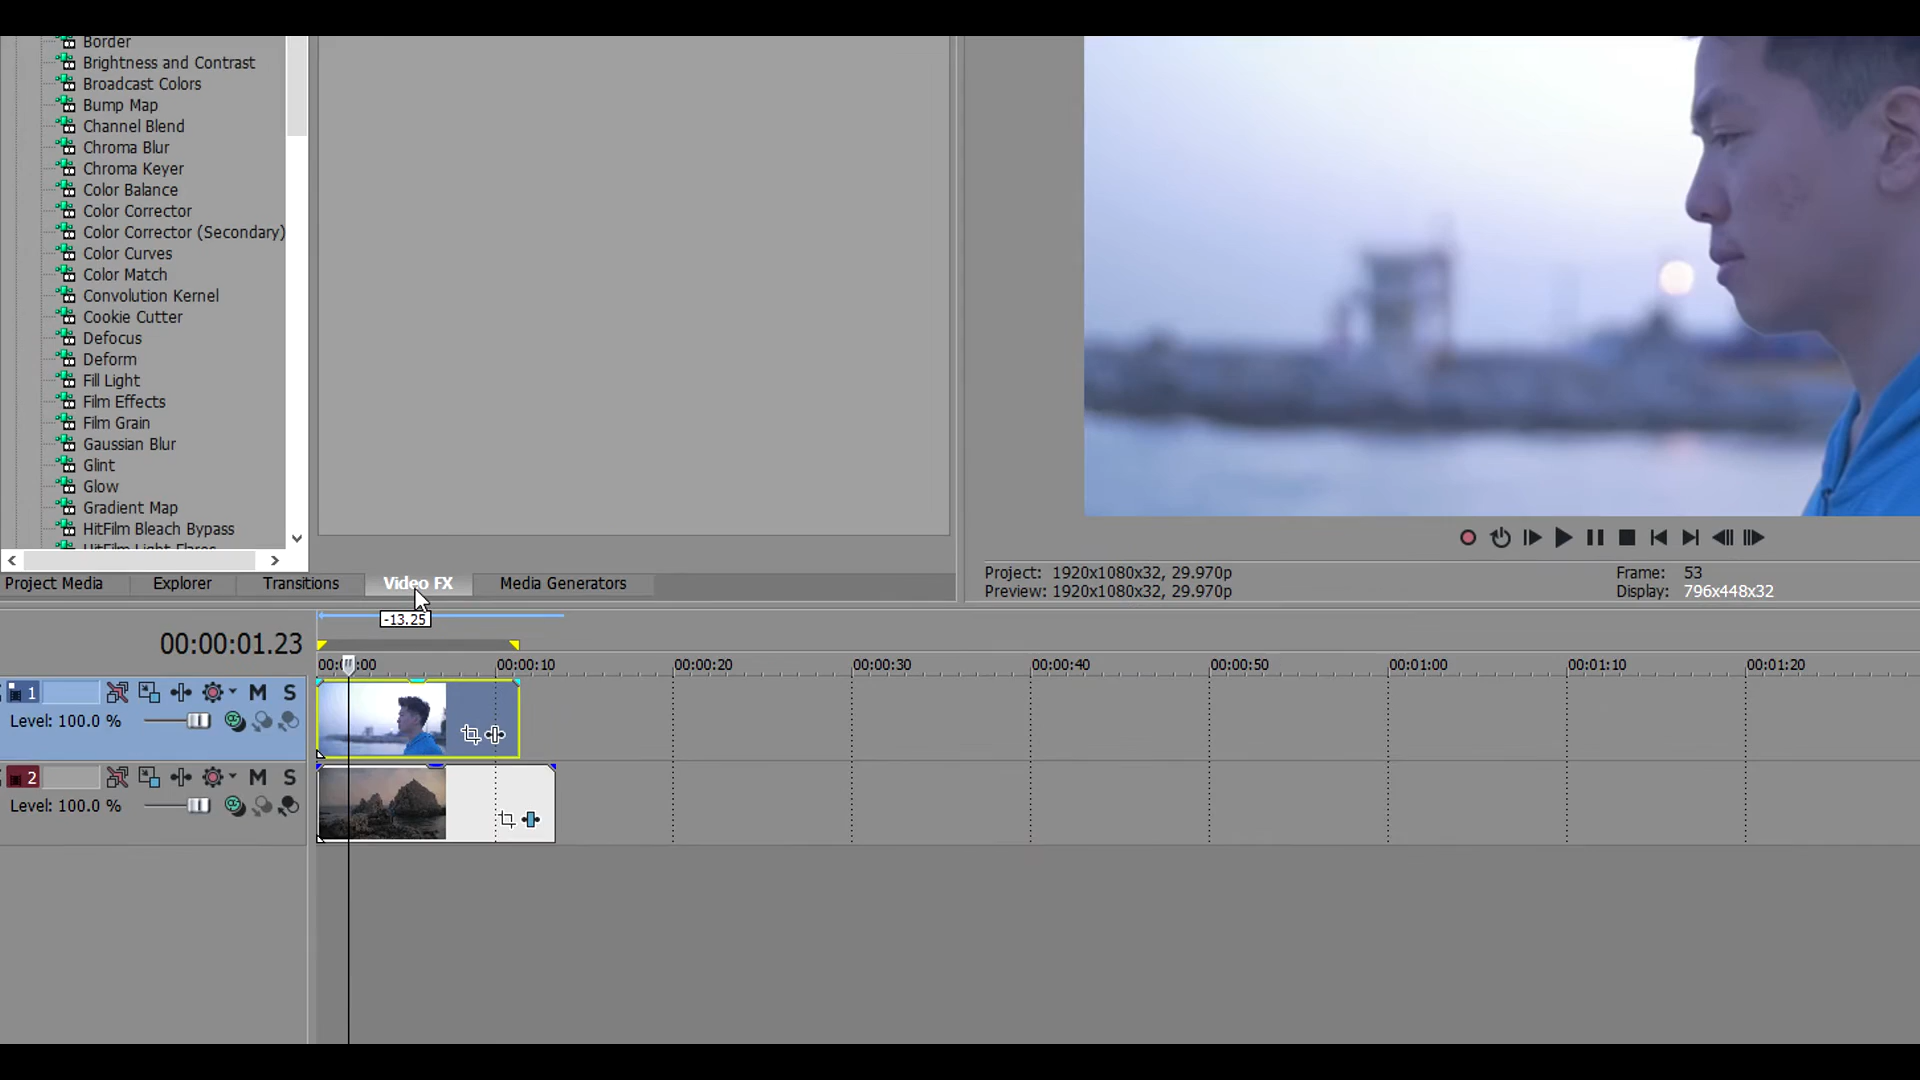 Border
Brightness and Contrast
Broadcast Colors
Bump Map
Channel Blend
Chroma Blur
Chroma Keyer
Color Balance
Color Corrector
Color Corrector (Secondary)
Color Curves
Color Match
Convolution Kernel
Cookie Cutter
Defocus
Deform
Fill Light
Film Effects
Film Grain
Gaussian Blur
Glint
Glow
Gradient Map
HitFilm Bleach Bypass
HitFilm Light Flares
Project Media Explorer Transitions Video FX Media Generators
Project: 1920x1080x32, 29.970p Frame: 53
Preview: 1920x1080x32, 29.970p Display: 796x448x32
-13.25
00:00:01.23
00:00:10 00:00:20 00:00:30 00:00:40 00:00:50 00:01:00 00:01:10 00:01:20
1 M S
Level: 100.0 %
2 M S
Level: 100.0 %